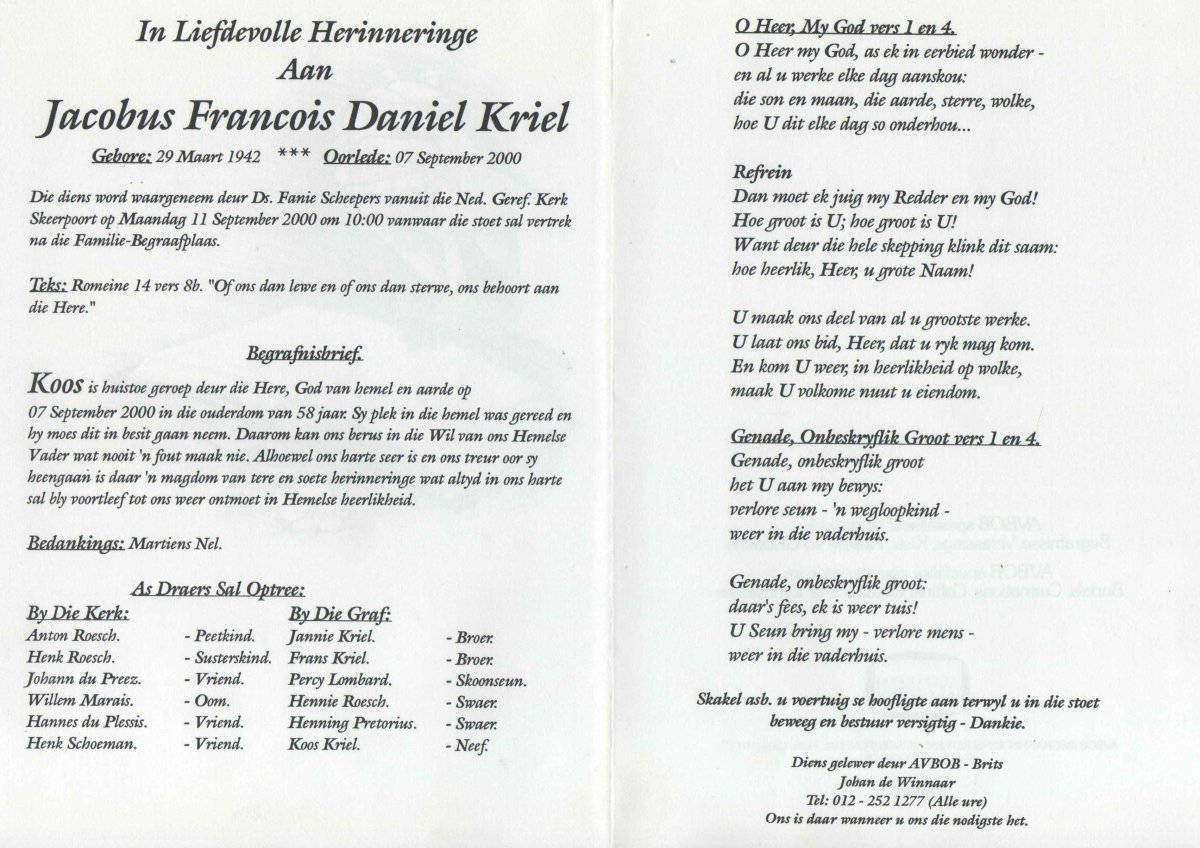 In Liefdevolle Herinneringe
Aan
Jacobus Francois Daniel Kriel
Gebore: 29 Maart 1942 *** Oorlede: 07 September 2000
Die diens word waargeneem deur Ds. Fanie Scheepers vanuit die Ned. Geref. Kerk
Skeerpoort op Maandag 11 September 2000 om 10:00 vanwaar die stoet sal vertrek
na die Familie-Begraafplaas.
Teks: Romeine 14 vers 8b. "Of ons dan lewe en of ons dan sterwe, ons behoort aan
die Here."
Begrafnisbrief.
Koos is huistoe geroep deur die Here, God van hemel en aarde op
07 September 2000 in die ouderdom van 58 jaar. Sy plek in die hemel was gereed en
hy moes dit in besit gaan neem. Daarom kan ons berus in die Wil van ons Hemelse
Vader wat nooit 'n fout maak nie. Alhoewel ons harte seer is en ons treur oor sy
heengaan is daar 'n magdom van tere en soete herinneringe wat altyd in ons harte
sal bly voortleef tot ons weer ontmoet in Hemelse heerlikheid.
Bedankings: Martiens Nel.
As Draers Sal Optree:
By Die Kerk: By Die Graf:
Anton Roesch. - Peetkind. Jannie Kriel. - Broer.
Henk Roesch. - Susterskind. Frans Kriel. - Broer.
Johann du Preez. - Vriend. Percy Lombard. - Skoonseun.
Willem Marais. - Oom. Hennie Roesch. - Swaer.
Hannes du Plessis. - Vriend. Henning Pretorius. - Swaer.
Henk Schoeman. - Vriend. Koos Kriel. - Neef.
O Heer, My God vers 1 en 4.
O Heer my God, as ek in eerbied wonder -
en al u werke elke dag aanskou:
die son en maan, die aarde, sterre, wolke,
hoe U dit elke dag so onderhou...
Refrein
Dan moet ek juig my Redder en my God!
Hoe groot is U; hoe groot is U!
Want deur die hele skepping klink dit saam:
hoe heerlik, Heer, u grote Naam!
U maak ons deel van al u grootste werke.
U laat ons bid, Heer, dat u ryk mag kom.
En kom U weer, in heerlikheid op wolke,
maak U volkome nuut u eiendom.
Genade, Onbeskryflik Groot vers 1 en 4.
Genade, onbeskryflik groot
het U aan my bewys:
verlore seun - 'n wegloopkind -
weer in die vaderhuis.
Genade, onbeskryflik groot:
daar's fees, ek is weer tuis!
U Seun bring my - verlore mens -
weer in die vaderhuis.
Skakel asb. u voertuig se hoofligte aan terwyl u in die stoet
beweeg en bestuur versigtig - Dankie.
Diens gelewer deur AVBOB - Brits
Johan de Winnaar
Tel: 012 - 252 1277 (Alle ure)
Ons is daar wanneer u ons die nodigste het.